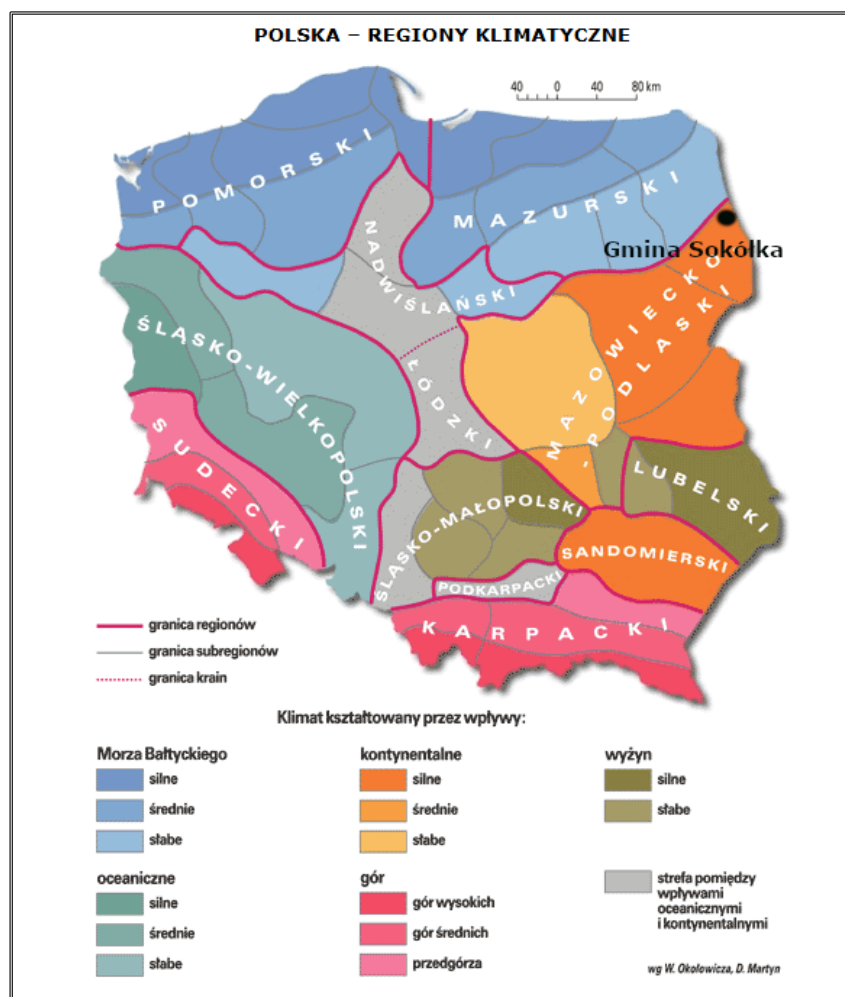 POLSKA – REGIONY KLIMATYCZNE
40 0 40 80 km
POMORSKI
MAZURSKI
Gmina Sokółka
NADWIŚLAŃSKI
MAZOWIECKO
-PODLASKI
ŚLĄSKO-WIELKOPOLSKI
ŁÓDZKI
SUDECKI
LUBELSKI
ŚLĄSKO-MAŁOPOLSKI
SANDOMIERSKI
PODKARPACKI
KARPACKI
granica regionów
granica subregionów
granica krain
Klimat kształtowany przez wpływy:
Morza Bałtyckiego
silne
średnie
słabe
kontynentalne
silne
średnie
słabe
wyżyn
silne
słabe
oceaniczne
silne
średnie
słabe
gór
gór wysokich
gór średnich
przedgórza
strefa pomiędzy
wpływami
oceanicznymi
i kontynentalnymi
wg W. Okołowicza, D. Martyn